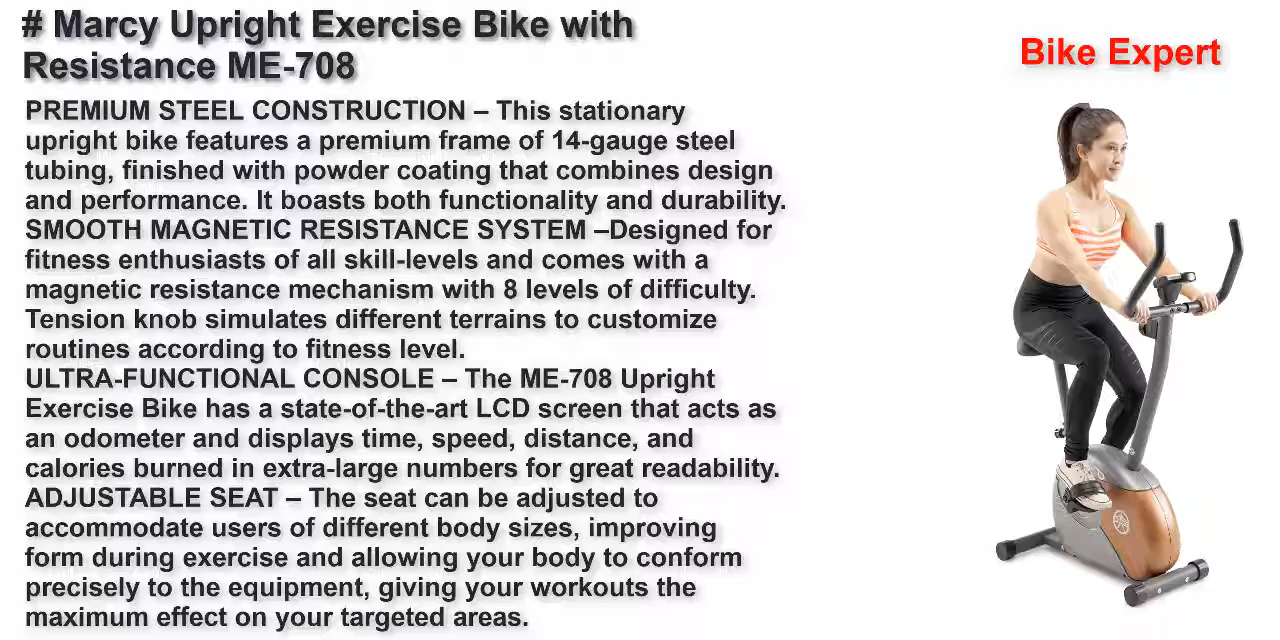 # Marcy Upright Exercise Bike with
Resistance ME-708
Bike Expert
PREMIUM STEEL CONSTRUCTION – This stationary
upright bike features a premium frame of 14-gauge steel
tubing, finished with powder coating that combines design
and performance. It boasts both functionality and durability.
SMOOTH MAGNETIC RESISTANCE SYSTEM –Designed for
fitness enthusiasts of all skill-levels and comes with a
magnetic resistance mechanism with 8 levels of difficulty.
Tension knob simulates different terrains to customize
routines according to fitness level.
ULTRA-FUNCTIONAL CONSOLE – The ME-708 Upright
Exercise Bike has a state-of-the-art LCD screen that acts as
an odometer and displays time, speed, distance, and
calories burned in extra-large numbers for great readability.
ADJUSTABLE SEAT – The seat can be adjusted to
accommodate users of different body sizes, improving
form during exercise and allowing your body to conform
precisely to the equipment, giving your workouts the
maximum effect on your targeted areas.